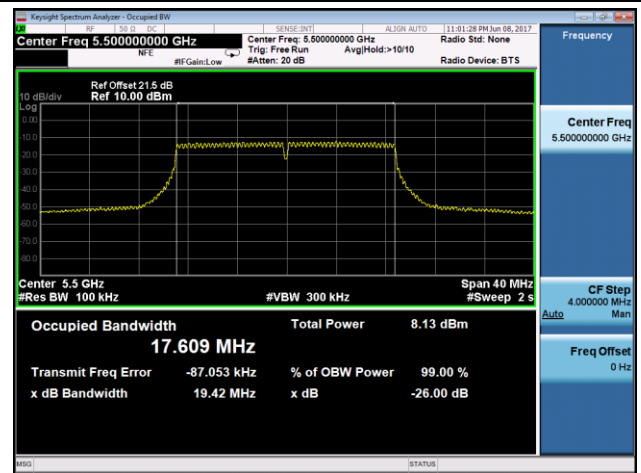 Keysight Spectrum Analyzer - Occupied BW
RF 50 Ω DC SENSE:INT ALIGN AUTO 11:01:28 PM Jun 08, 2017
Center Freq 5.500000000 GHz Center Freq: 5.500000000 GHz Radio Std: None
NFE Trig: Free Run Avg|Hold:>10/10
#IFGain:Low #Atten: 20 dB Radio Device: BTS
Frequency
Ref Offset 21.5 dB
10 dB/div Ref 10.00 dBm
Log
0.00
-10.0
-20.0
-30.0
-40.0
-50.0
-60.0
-70.0
-80.0
Center 5.5 GHz Span 40 MHz
#Res BW 100 kHz #VBW 300 kHz #Sweep 2 s
Occupied Bandwidth Total Power 8.13 dBm
17.609 MHz
Transmit Freq Error -87.053 kHz % of OBW Power 99.00 %
x dB Bandwidth 19.42 MHz x dB -26.00 dB
Center Freq
5.500000000 GHz
CF Step
4.000000 MHz
Auto Man
Freq Offset
0 Hz
MSG STATUS